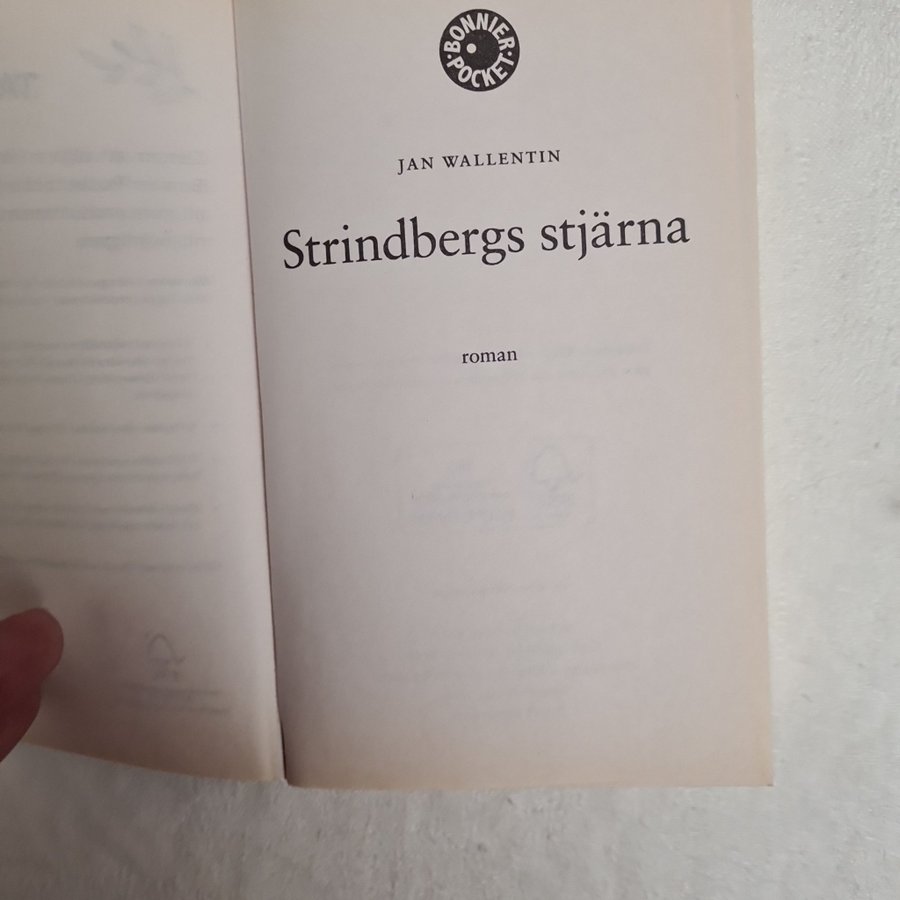 BONNIER
POCKET
JAN WALLENTIN
Strindbergs stjärna
roman